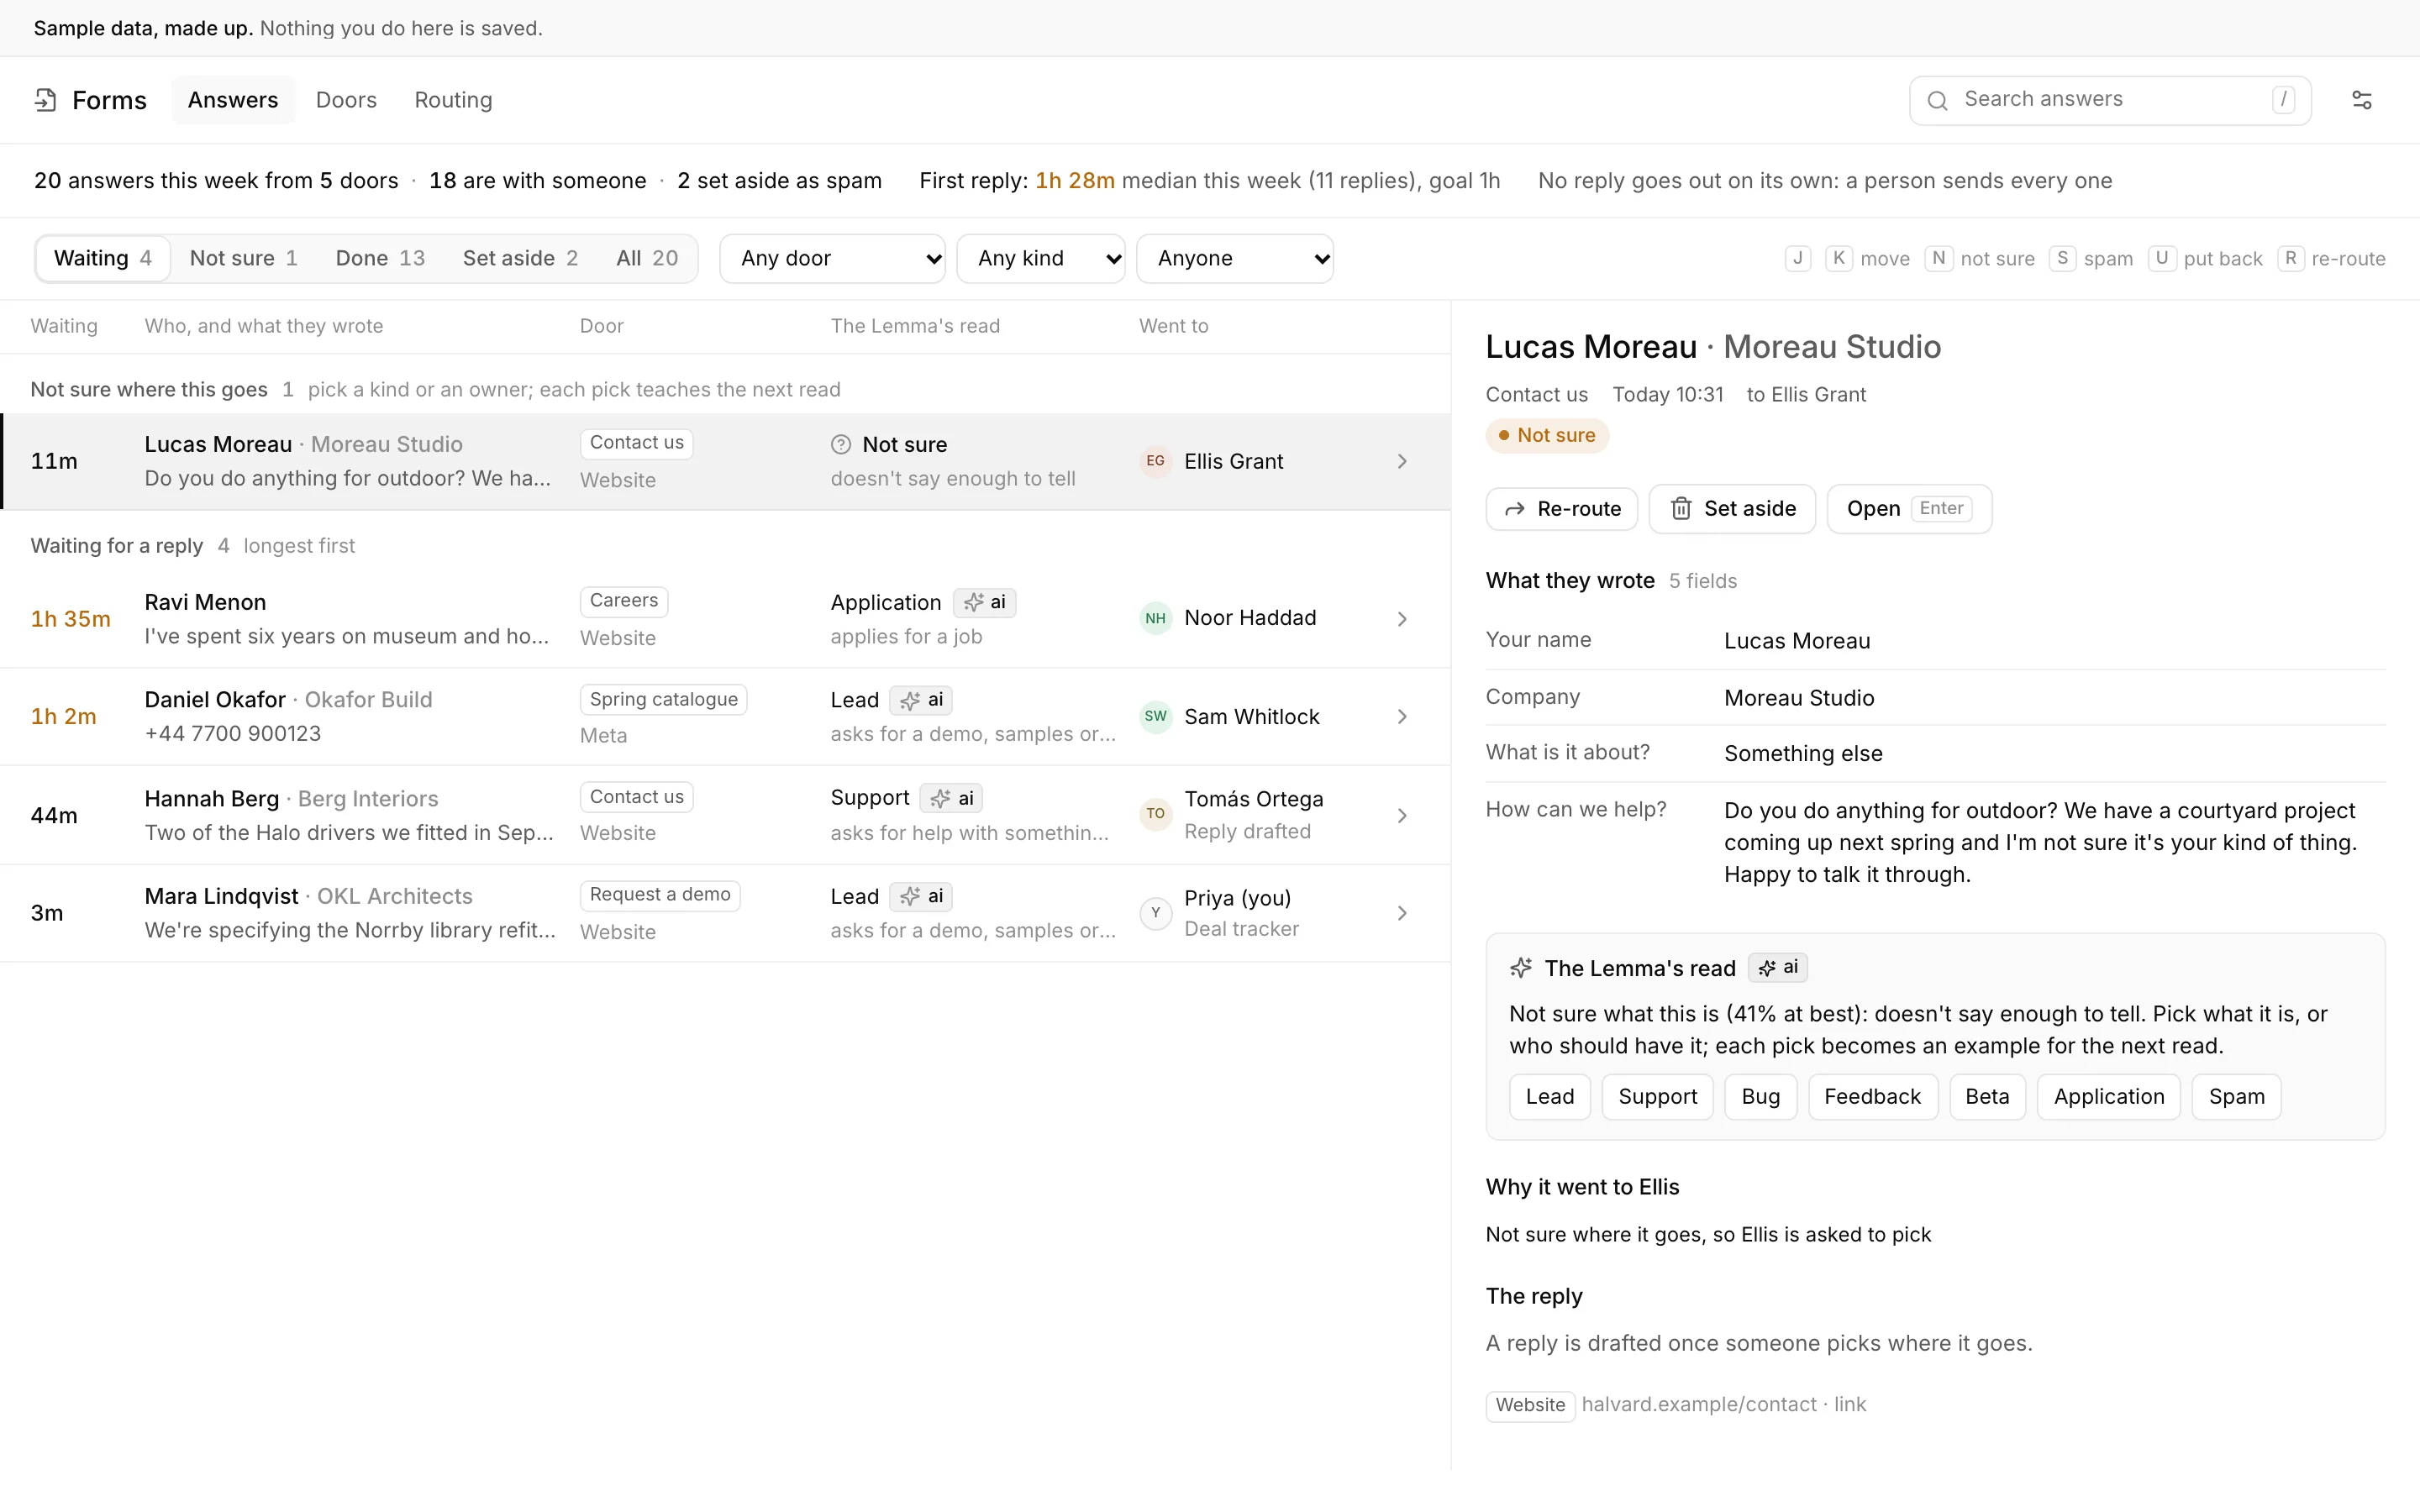 Sample data, made up. Nothing you do here is saved.
Forms Answers Doors Routing Search answers /
20 answers this week from 5 doors · 18 are with someone · 2 set aside as spam First reply: 1h 28m median this week (11 replies), goal 1h No reply goes out on its own: a person sends every one
Waiting 4 Not sure 1 Done 13 Set aside 2 All 20 Any door Any kind Anyone J K move N not sure S spam U put back R re-route
Waiting Who, and what they wrote Door The Lemma's read Went to
Not sure where this goes 1 pick a kind or an owner; each pick teaches the next read
11m Lucas Moreau · Moreau Studio Contact us Not sure EG Ellis Grant
Do you do anything for outdoor? We ha... Website doesn't say enough to tell
Waiting for a reply 4 longest first
1h 35m Ravi Menon Careers Application ai NH Noor Haddad
I've spent six years on museum and ho... Website applies for a job
1h 2m Daniel Okafor · Okafor Build Spring catalogue Lead ai SW Sam Whitlock
+44 7700 900123 Meta asks for a demo, samples or...
44m Hannah Berg · Berg Interiors Contact us Support ai TO Tomás Ortega
Two of the Halo drivers we fitted in Sep... Website asks for help with somethin... Reply drafted
3m Mara Lindqvist · OKL Architects Request a demo Lead ai Y Priya (you)
We're specifying the Norrby library refit... Website asks for a demo, samples or... Deal tracker
Lucas Moreau · Moreau Studio
Contact us Today 10:31 to Ellis Grant
Not sure
Re-route Set aside Open Enter
What they wrote 5 fields
Your name Lucas Moreau
Company Moreau Studio
What is it about? Something else
How can we help? Do you do anything for outdoor? We have a courtyard project
coming up next spring and I'm not sure it's your kind of thing.
Happy to talk it through.
The Lemma's read ai
Not sure what this is (41% at best): doesn't say enough to tell. Pick what it is, or
who should have it; each pick becomes an example for the next read.
Lead Support Bug Feedback Beta Application Spam
Why it went to Ellis
Not sure where it goes, so Ellis is asked to pick
The reply
A reply is drafted once someone picks where it goes.
Website halvard.example/contact · link